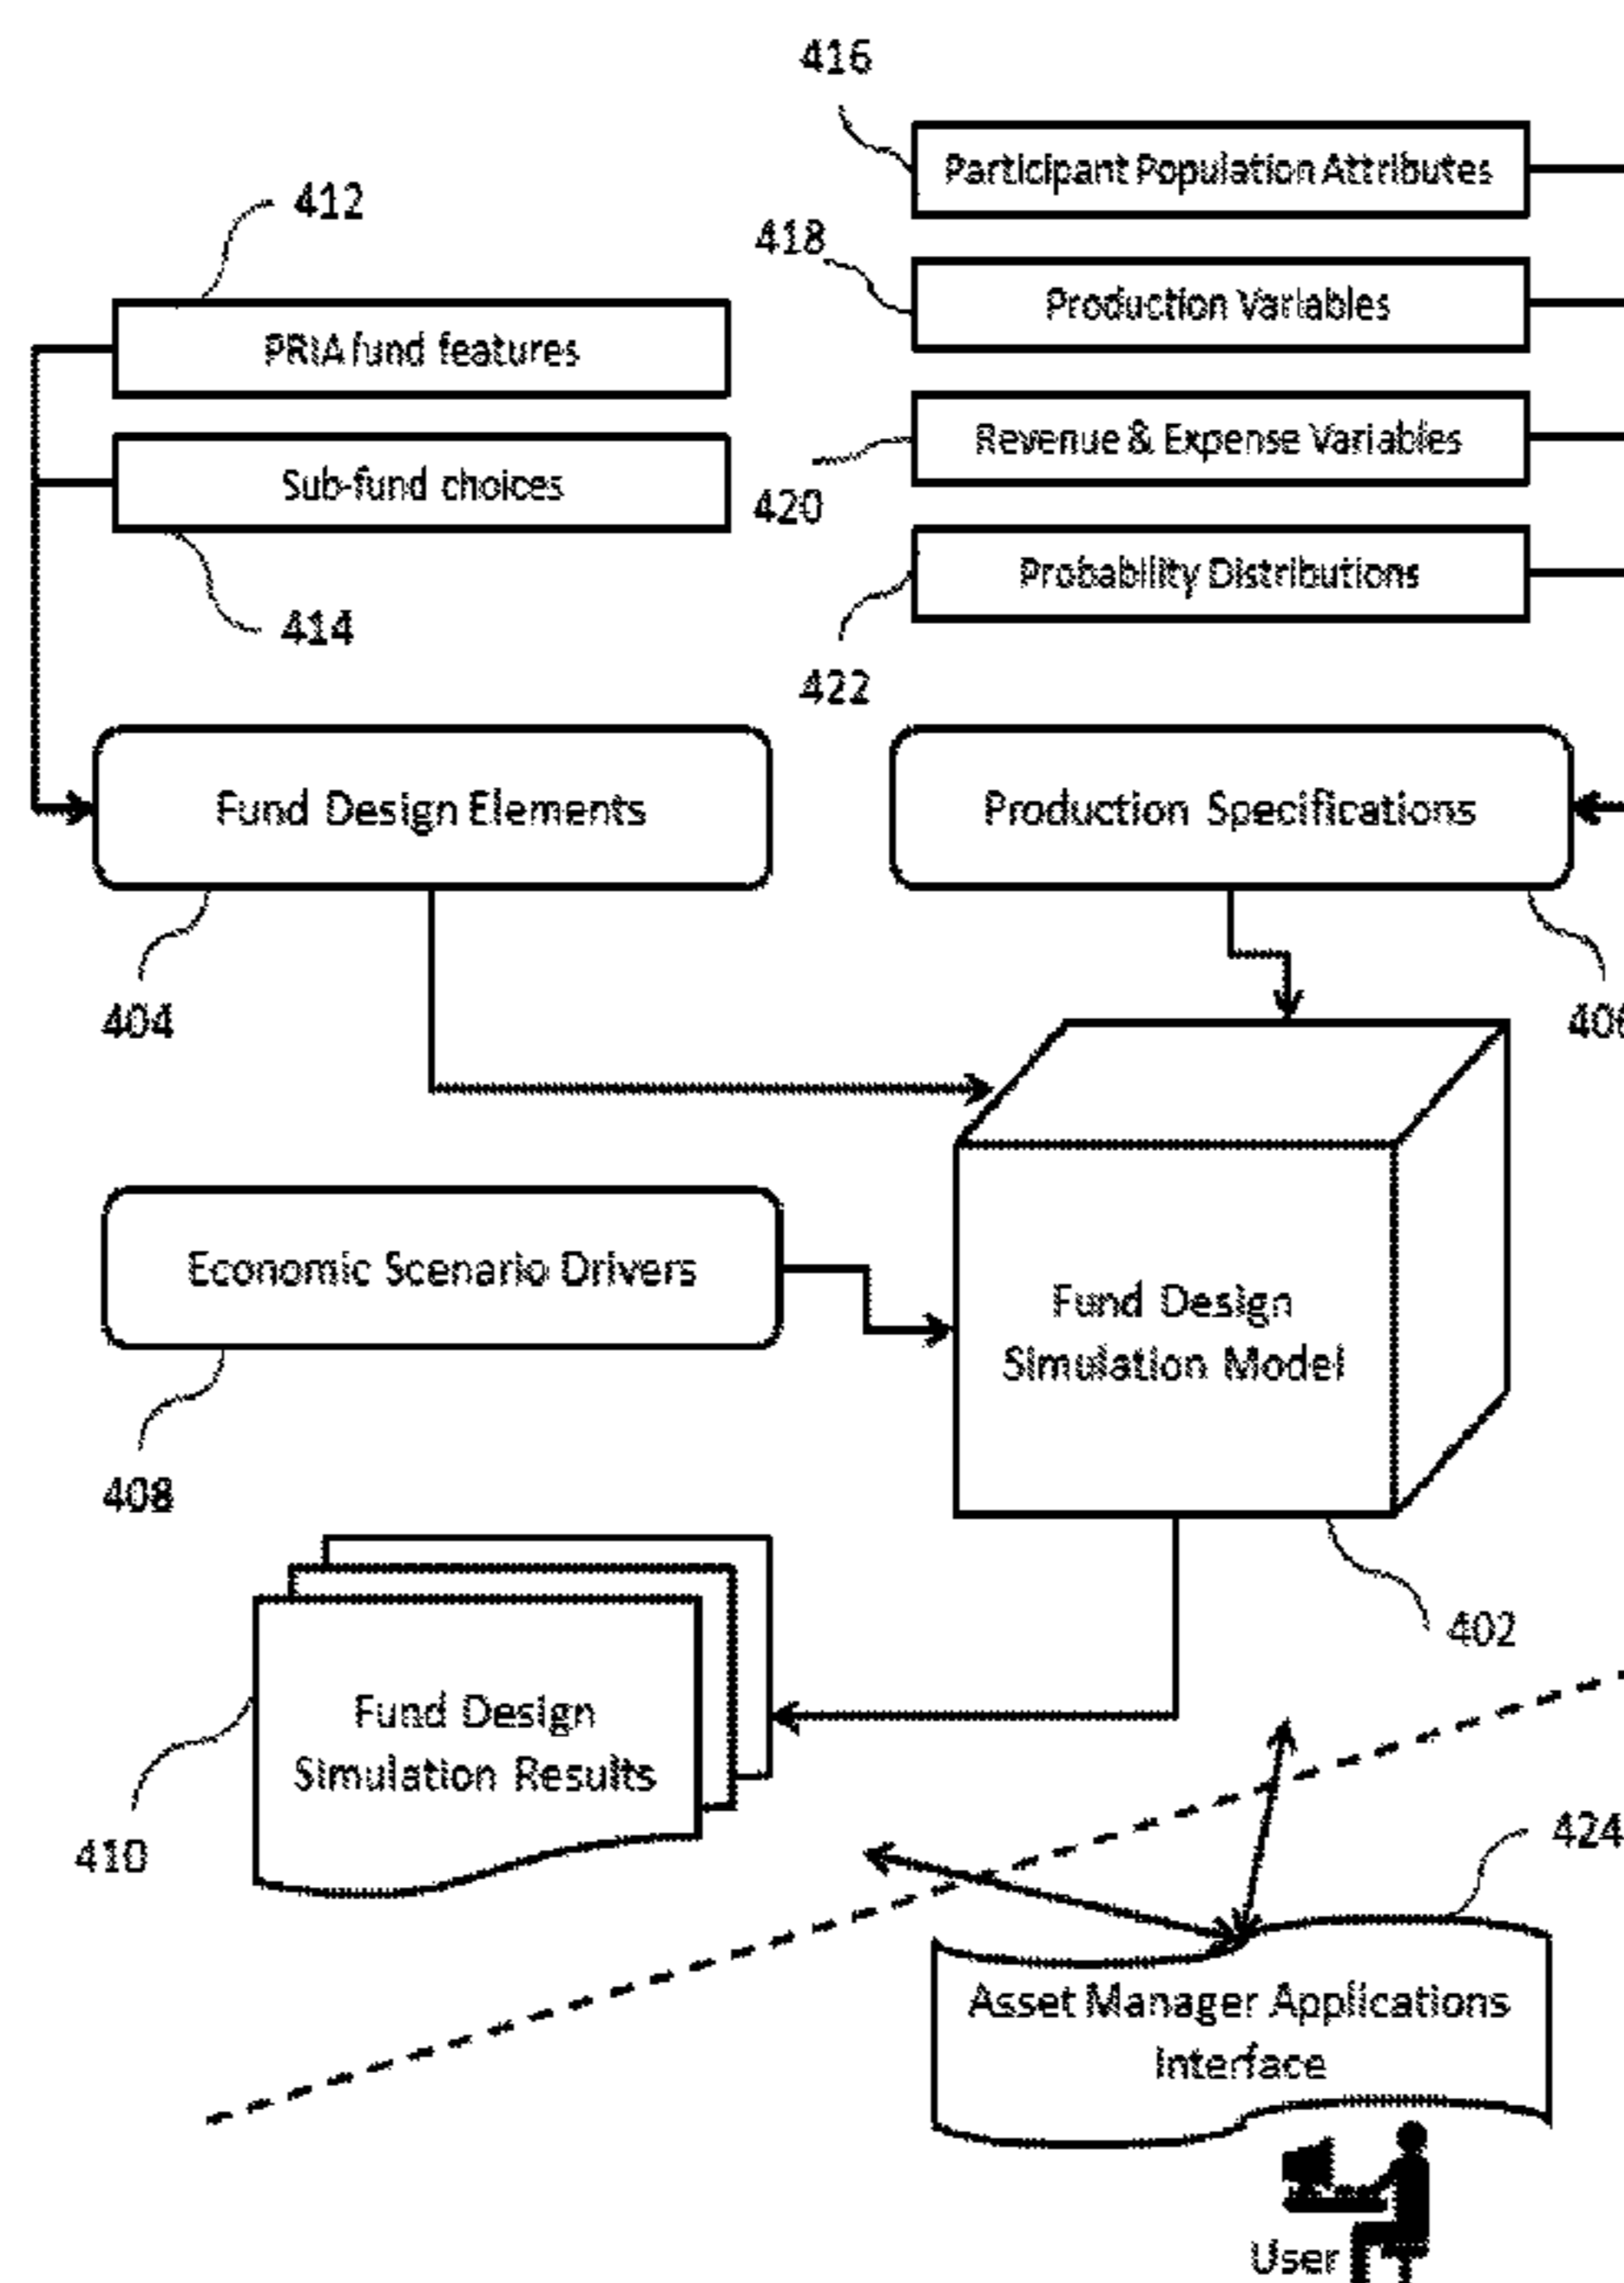 416
Participant Population Attributes
412
418
Production Variables
PRIA fund features
Revenue & Expense Variables
Sub-fund choices
420
Probability Distributions
414
422
Fund Design Elements
Production Specifications
404
406
Economic Scenario Drivers
Fund Design
Simulation Model
408
402
Fund Design
Simulation Results
410
424
Asset Manager Applications
Interface
User